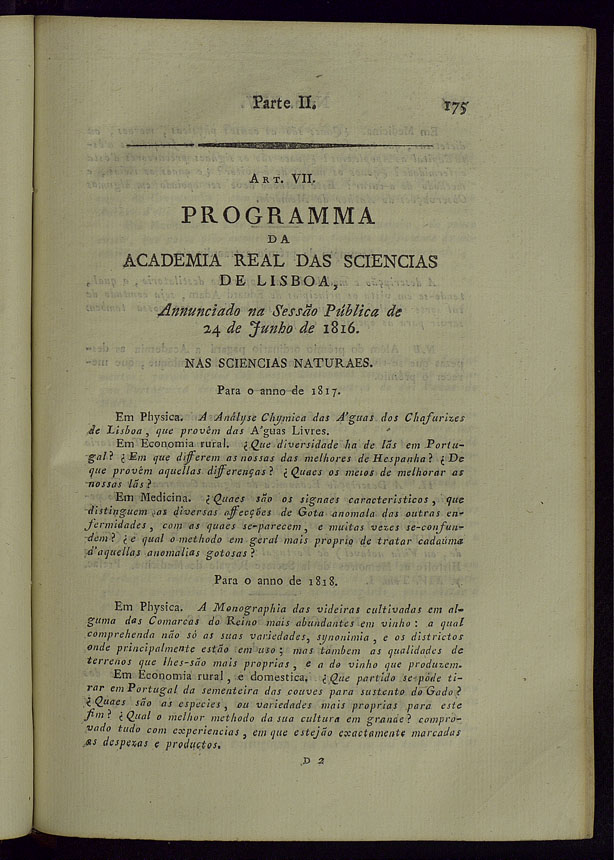 Parte II. 175
ART. VII.
PROGRAMMA
DA
ACADEMIA REAL DAS SCIENCIAS
DE LISBOA,
Annunciado na Sessão Pública de
24 de Junho de 1816.
NAS SCIENCIAS NATURAES.
Para o anno de 1817.
Em Physica. A Anályse Chymica das A'guas dos Chafurizes
de Lisboa, que provêm das A'guas Livres.
Em Economia rural. ¿Que diversidade ha de lãs em Portu-
gal? ¿Em que differem as nossas das melhores de Hespanha? ¿De
que provêm aquellas differenças? ¿Quaes os meios de melhorar as
nossas lãs?
Em Medicina. ¿Quaes são os signaes caracteristicos, que
distinguem as diversas affecções de Gota anomala das outras en-
fermidades, com as quaes se-parecem, e muitas vezes se-confun-
dem? ¿e qual o methodo em geral mais proprio de tratar cadaùma
d'aquellas anomalias gotosas?
Para o anno de 1818.
Em Physica. A Monographia das videiras cultivadas em al-
guma das Comarcas do Reino mais abundantes em vinho: a qual
comprehenda não só as suas variedades, synonimia, e os districtos
onde principalmente estão em uso; mas tambem as qualidades de
terrenos que lhes-são mais proprias, e a do vinho que produzem.
Em Economia rural, e domestica. ¿Que partido se-póde ti-
rar em Portugal da sementeira das couves para sustento do Gado?
¿Quaes são as especies, ou variedades mais proprias para este
fim? ¿Qual o melhor methodo da sua cultura em grande? compro-
vado tudo com experiencias, em que estejão exactamente marcadas
as despezas e productos.
D 2